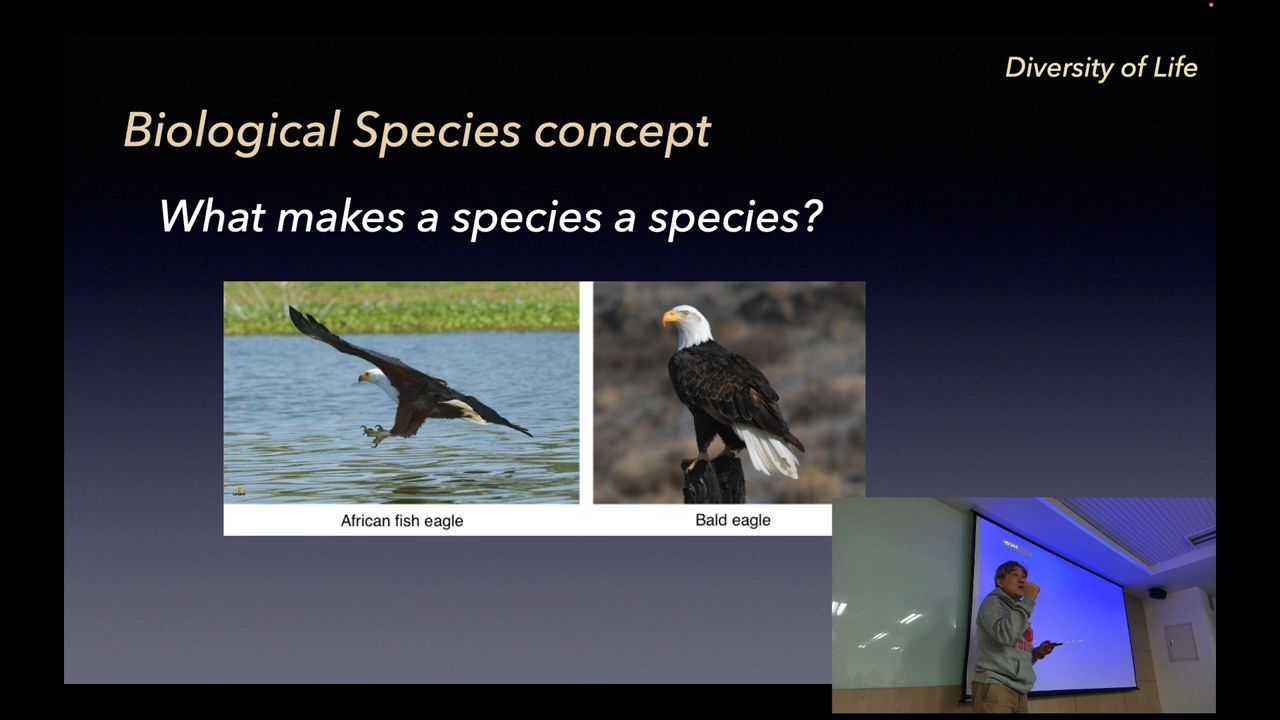 Diversity of Life
Biological Species concept
What makes a species a species?
African fish eagle
Bald eagle